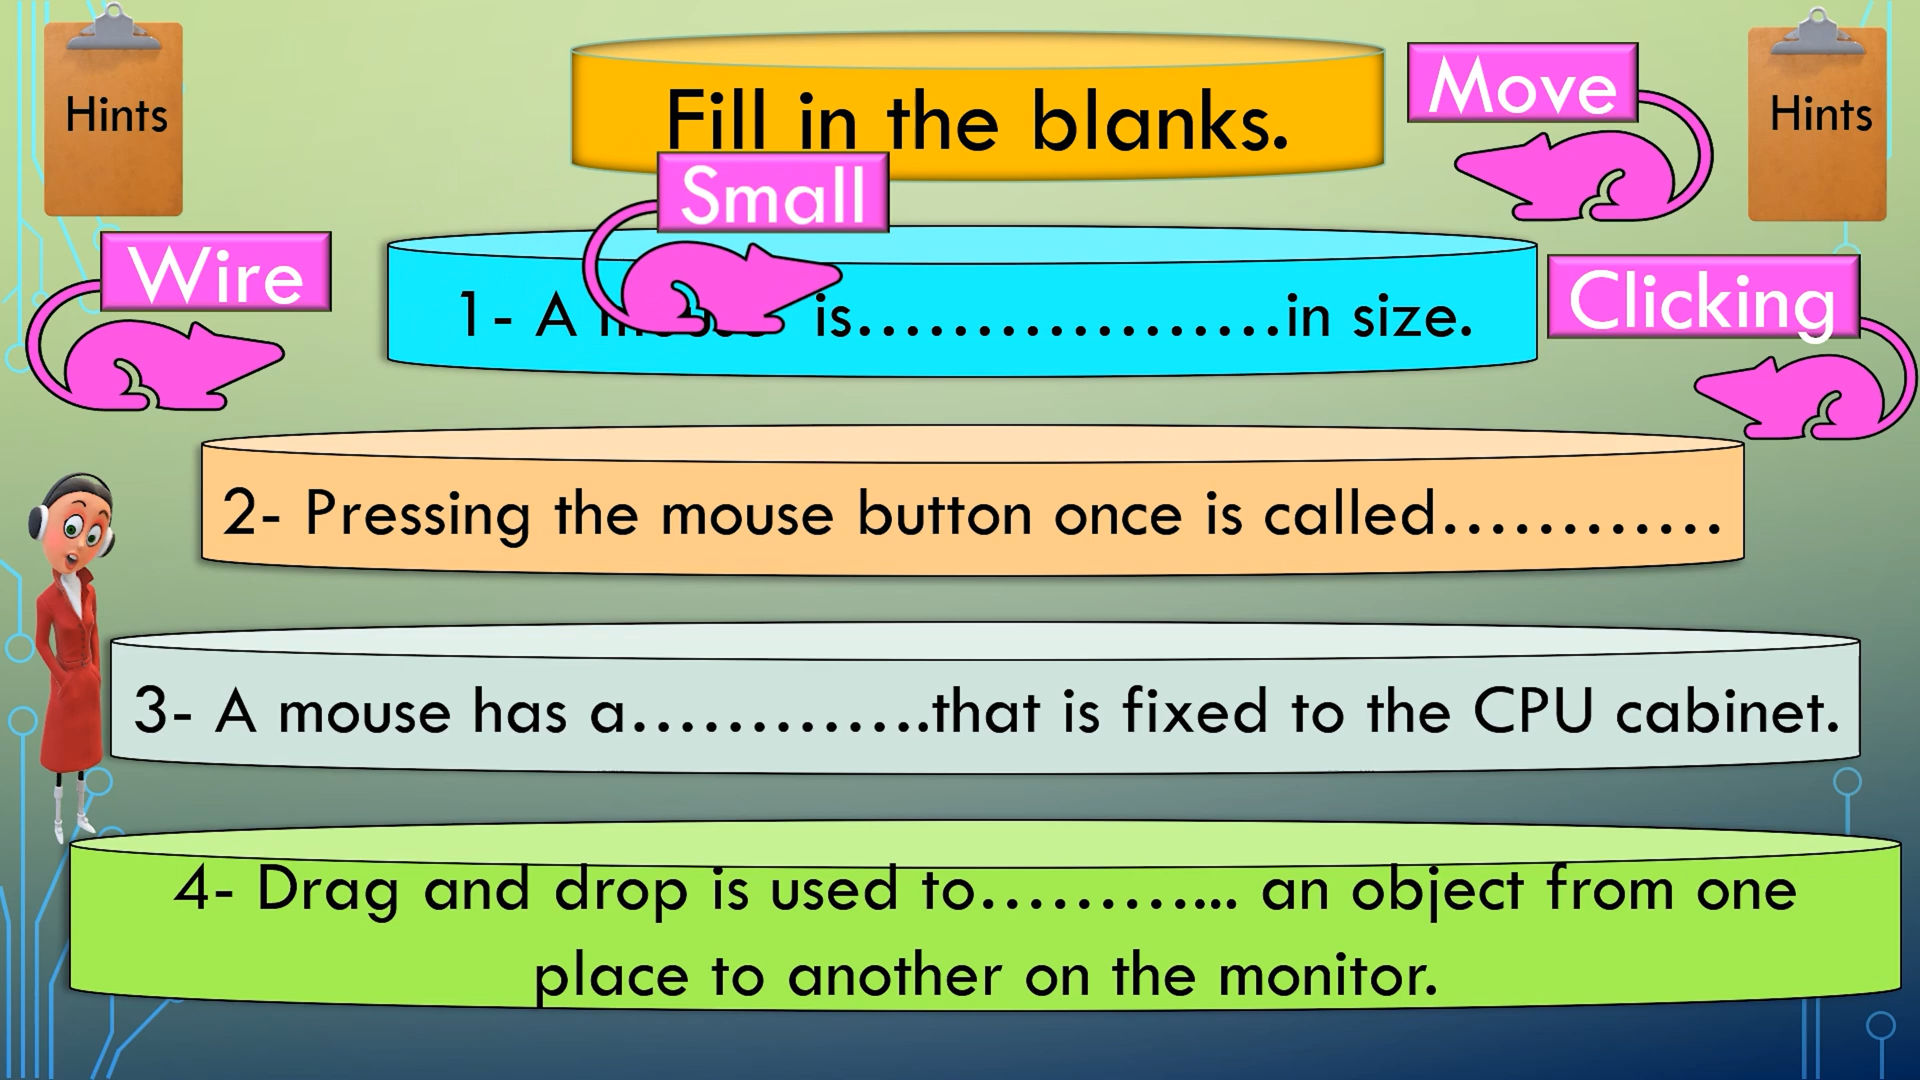 Hints
Fill in the blanks.
Move
Hints
Small
Wire
Clicking
1- A mouse is………………in size.
2- Pressing the mouse button once is called…………
3- A mouse has a………….that is fixed to the CPU cabinet.
4- Drag and drop is used to………... an object from one
place to another on the monitor.